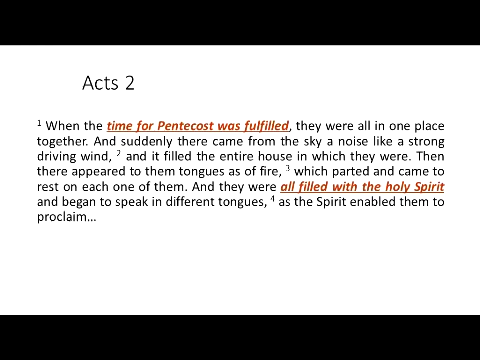 Acts 2
1 When the time for Pentecost was fulfilled, they were all in one place
together. And suddenly there came from the sky a noise like a strong
driving wind, 2 and it filled the entire house in which they were. Then
there appeared to them tongues as of fire, 3 which parted and came to
rest on each one of them. And they were all filled with the holy Spirit
and began to speak in different tongues, 4 as the Spirit enabled them to
proclaim…